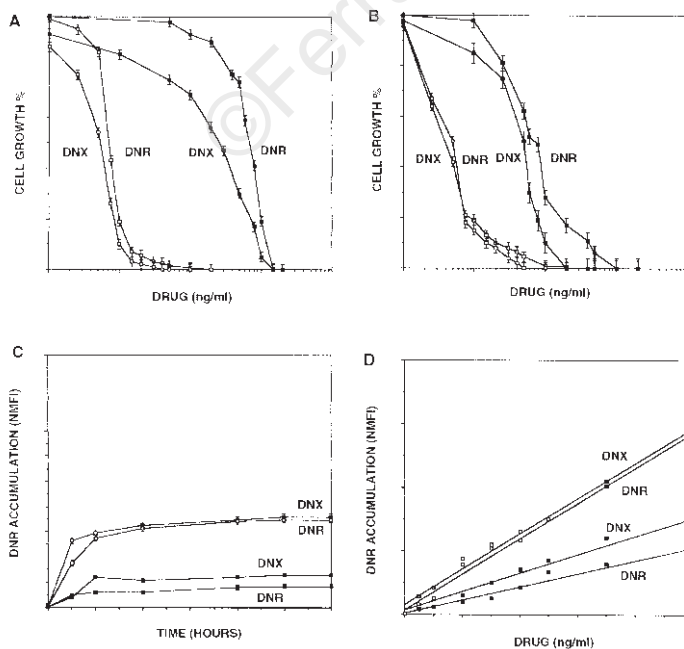 A
CELL GROWTH %
DNX
DNR
DNX
DNR
DRUG (ng/ml)
B
CELL GROWTH %
DNX
DNR
DNX
DNR
DRUG (ng/ml)
C
DNR ACCUMULATION (NMFI)
DNX
DNR
DNX
DNR
TIME (HOURS)
D
DNR ACCUMULATION (NMFI)
DNX
DNR
DNX
DNR
DRUG (ng/ml)